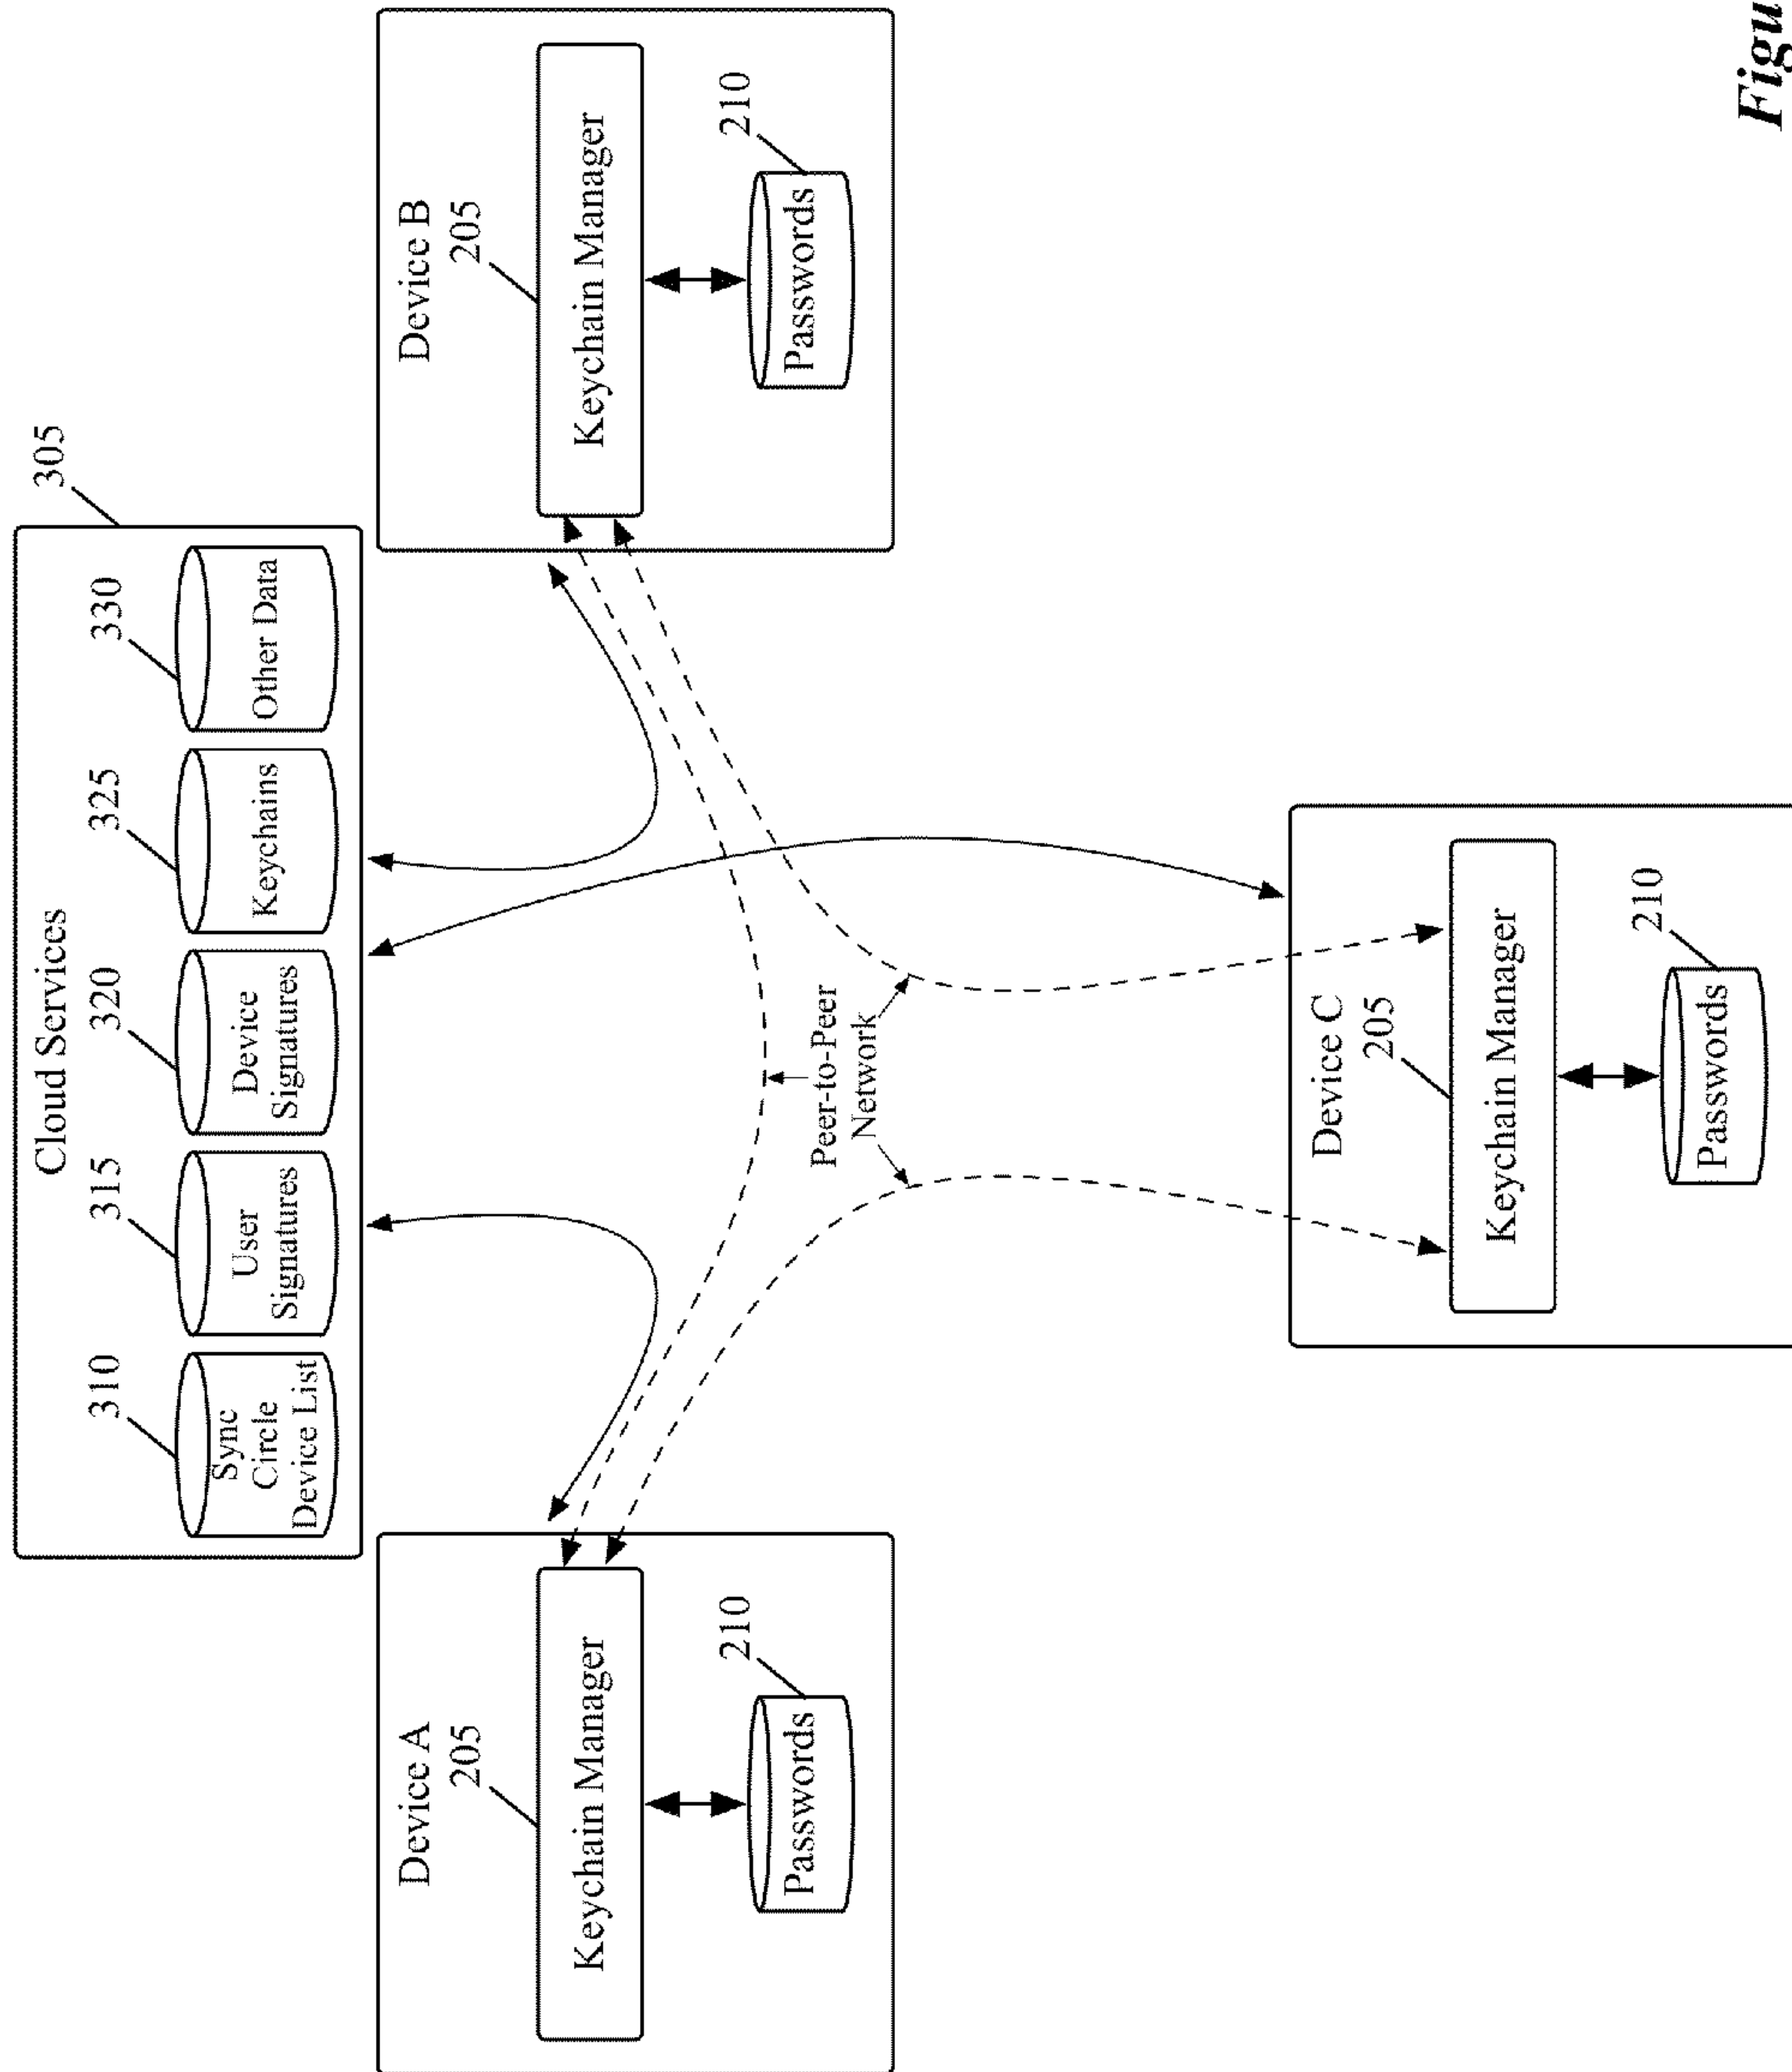 Cloud Services
305
310
315
320
325
330
Sync
Circle
Device List
User
Signatures
Device
Signatures
Keychains
Other Data
Device A
205
Keychain Manager
210
Passwords
Device B
205
Keychain Manager
210
Passwords
Peer-to-Peer
Network
Device C
205
Keychain Manager
210
Passwords
Figu